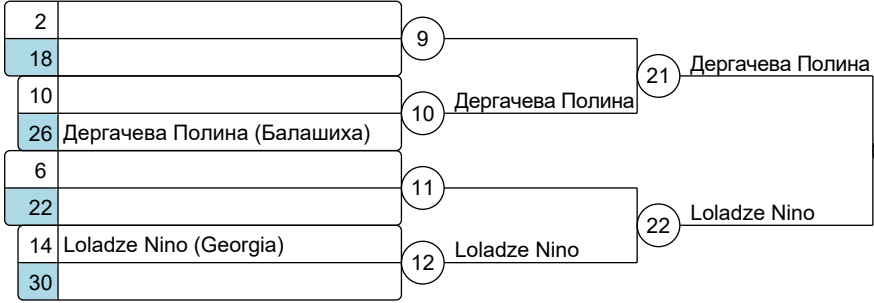 2
9
18
21 Дергачева Полина
10
10 Дергачева Полина
26 Дергачева Полина (Балашиха)
6
11
22
22 Loladze Nino
14 Loladze Nino (Georgia)
12 Loladze Nino
30